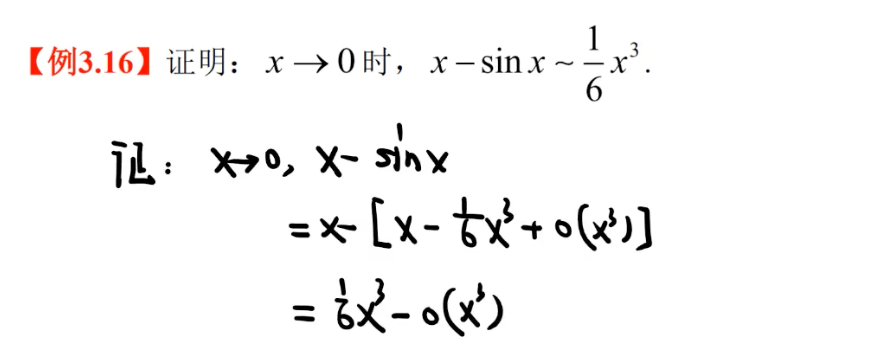 【例3.16】证明：x → 0 时，x − sin x ~ 1/6 x³.
证：x→0, x − sinx
= x − [x − 1/6 x³ + o(x³)]
= 1/6 x³ − o(x³)